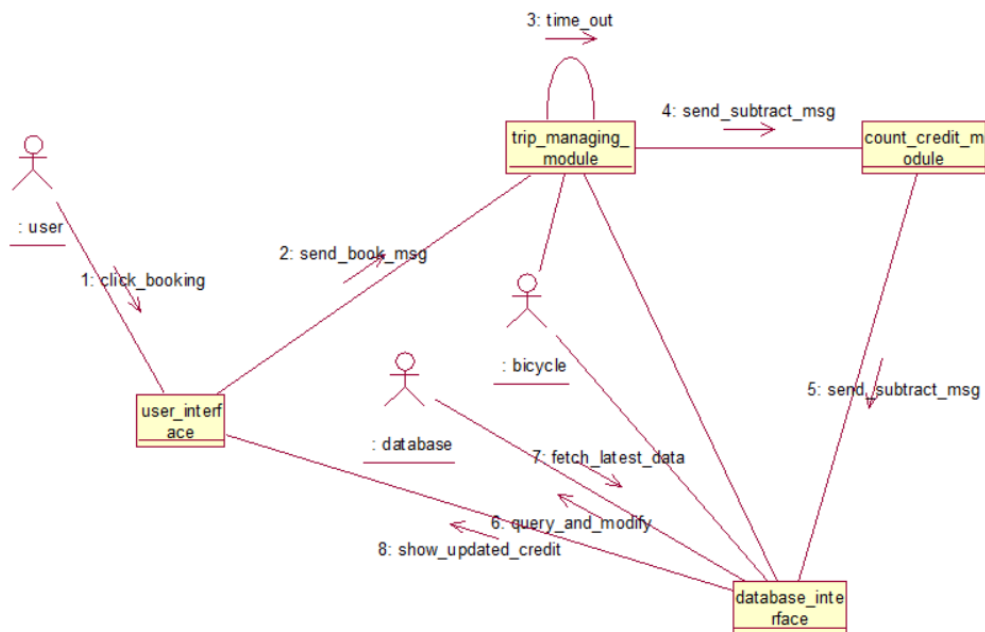 3: time_out
4: send_subtract_msg
trip_managing_
module
count_credit_m
odule
: user
2: send_book_msg
1: click_booking
: bicycle
5: send_subtract_msg
user_interf
ace
: database
7: fetch_latest_data
6: query_and_modify
8: show_updated_credit
database_inte
rface